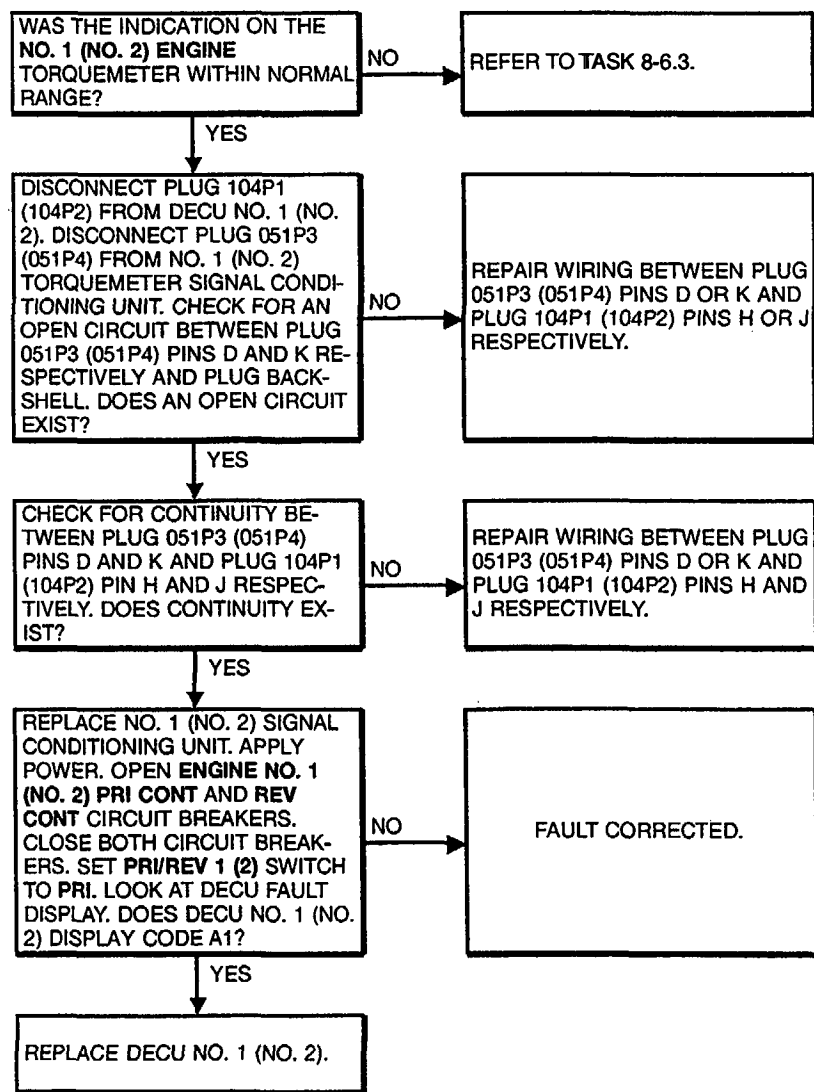 WAS THE INDICATION ON THE
NO. 1 (NO. 2) ENGINE
TORQUEMETER WITHIN NORMAL
RANGE?
NO
REFER TO TASK 8-6.3.
YES
DISCONNECT PLUG 104P1
(104P2) FROM DECU NO. 1 (NO.
2). DISCONNECT PLUG 051P3
(051P4) FROM NO. 1 (NO. 2)
TORQUEMETER SIGNAL CONDI-
TIONING UNIT. CHECK FOR AN
OPEN CIRCUIT BETWEEN PLUG
051P3 (051P4) PINS D AND K RE-
SPECTIVELY AND PLUG BACK-
SHELL. DOES AN OPEN CIRCUIT
EXIST?
NO
REPAIR WIRING BETWEEN PLUG
051P3 (051P4) PINS D OR K AND
PLUG 104P1 (104P2) PINS H OR J
RESPECTIVELY.
YES
CHECK FOR CONTINUITY BE-
TWEEN PLUG 051P3 (051P4)
PINS D AND K AND PLUG 104P1
(104P2) PIN H AND J RESPEC-
TIVELY. DOES CONTINUITY EX-
IST?
NO
REPAIR WIRING BETWEEN PLUG
051P3 (051P4) PINS D OR K AND
PLUG 104P1 (104P2) PINS H AND
J RESPECTIVELY.
YES
REPLACE NO. 1 (NO. 2) SIGNAL
CONDITIONING UNIT. APPLY
POWER. OPEN ENGINE NO. 1
(NO. 2) PRI CONT AND REV
CONT CIRCUIT BREAKERS.
CLOSE BOTH CIRCUIT BREAK-
ERS. SET PRI/REV 1 (2) SWITCH
TO PRI. LOOK AT DECU FAULT
DISPLAY. DOES DECU NO. 1 (NO.
2) DISPLAY CODE A1?
NO
FAULT CORRECTED.
YES
REPLACE DECU NO. 1 (NO. 2).